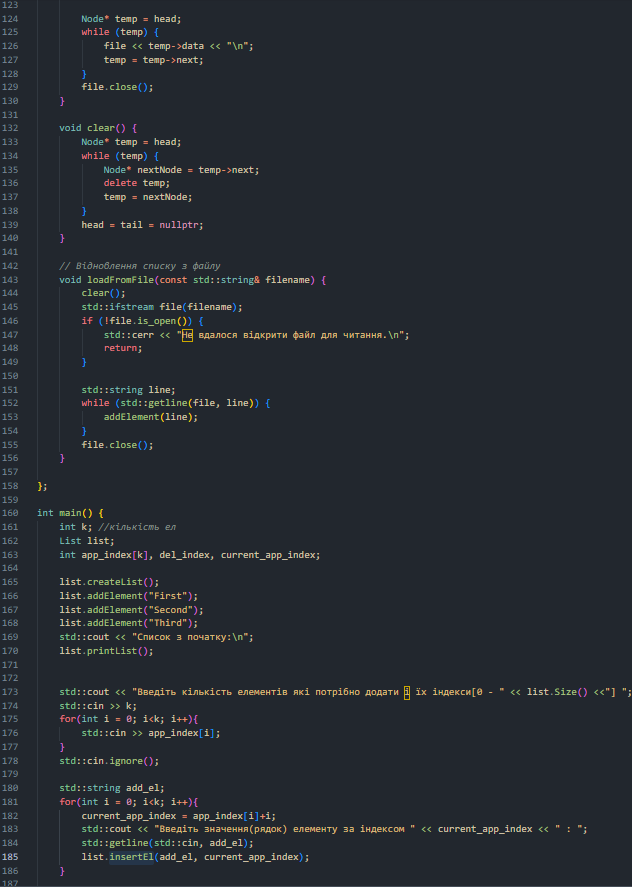 123
124 Node* temp = head;
125 while (temp) {
126 file << temp->data << "\n";
127 temp = temp->next;
128 }
129 file.close();
130 }
131
132 void clear() {
133 Node* temp = head;
134 while (temp) {
135 Node* nextNode = temp->next;
136 delete temp;
137 temp = nextNode;
138 }
139 head = tail = nullptr;
140 }
141
142 // Відноблення списку з файлу
143 void loadFromFile(const std::string& filename) {
144 clear();
145 std::ifstream file(filename);
146 if (!file.is_open()) {
147 std::cerr << "Не вдалося відкрити файл для читання.\n";
148 return;
149 }
150
151 std::string line;
152 while (std::getline(file, line)) {
153 addElement(line);
154 }
155 file.close();
156 }
157
158 };
159
160 int main() {
161 int k; //кількість ел
162 List list;
163 int app_index[k], del_index, current_app_index;
164
165 list.createList();
166 list.addElement("First");
167 list.addElement("Second");
168 list.addElement("Third");
169 std::cout << "Список з початку:\n";
170 list.printList();
171
172
173 std::cout << "Введіть кількість елементів які потрібно додати і їх індекси[0 - " << list.Size() <<"] ";
174 std::cin >> k;
175 for(int i = 0; i<k; i++){
176 std::cin >> app_index[i];
177 }
178 std::cin.ignore();
179
180 std::string add_el;
181 for(int i = 0; i<k; i++){
182 current_app_index = app_index[i]+i;
183 std::cout << "Введіть значення(рядок) елементу за індексом " << current_app_index << " : ";
184 std::getline(std::cin, add_el);
185 list.insertEl(add_el, current_app_index);
186 }
187